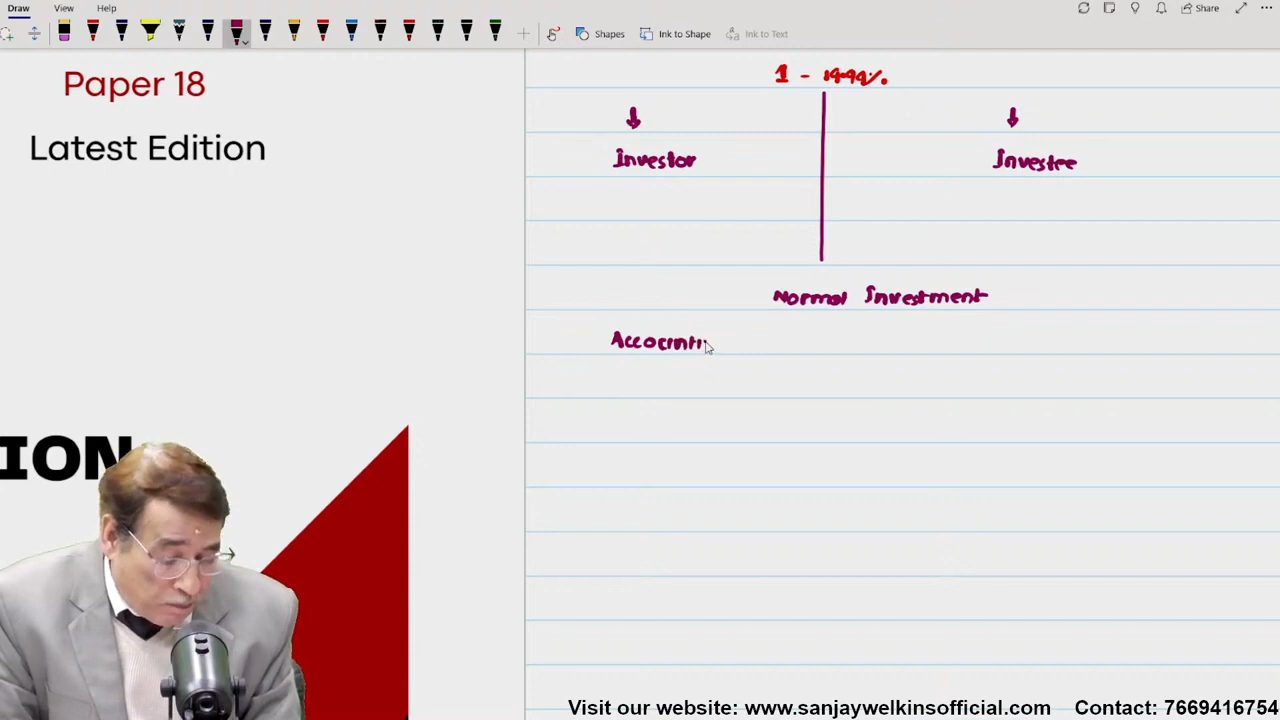 Draw View Help
Share
Shapes Ink to Shape Ink to Text
Paper 18
Latest Edition
ION
1 - 19.99%
Investor Investee
Normal Investment
Accounti
Visit our website: www.sanjaywelkinsofficial.com Contact: 7669416754